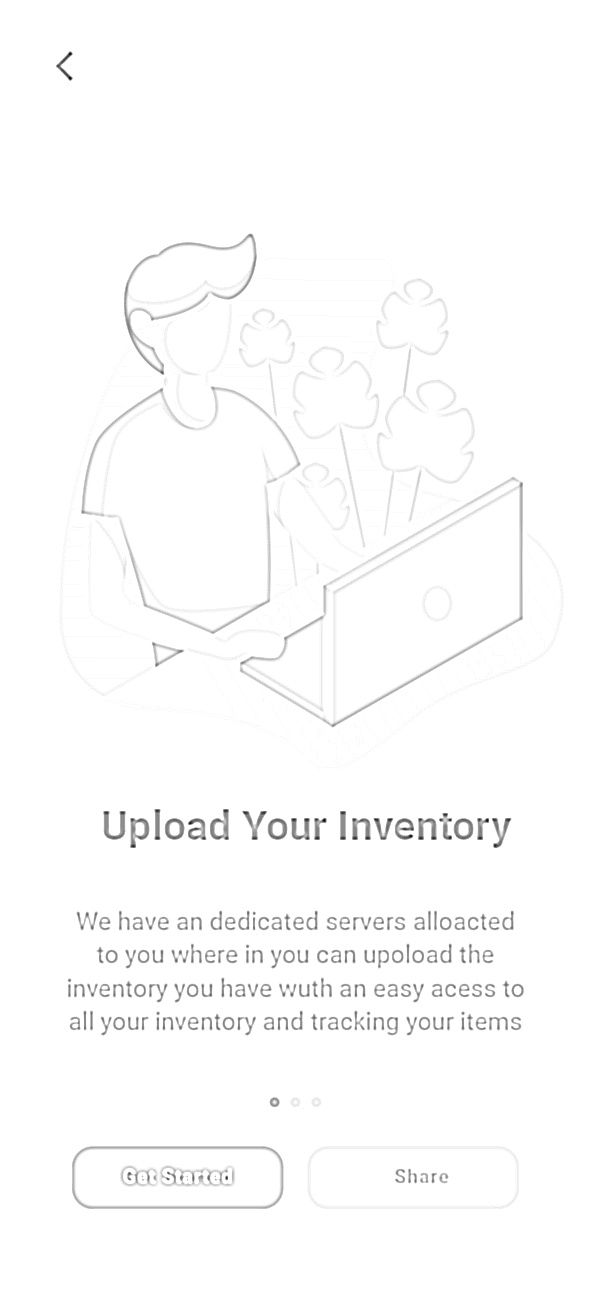 Upload Your Inventory
We have an dedicated servers alloacted
to you where in you can upoload the
inventory you have wuth an easy acess to
all your inventory and tracking your items
Get Started
Share